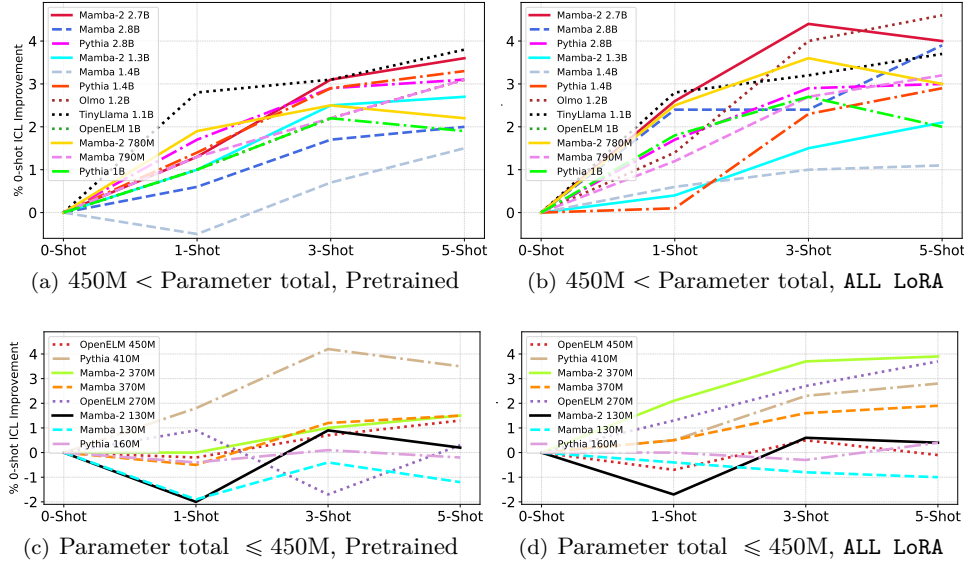 % 0-shot ICL Improvement
4
3
2
1
0
Mamba-2 2.7B
Mamba 2.8B
Pythia 2.8B
Mamba-2 1.3B
Mamba 1.4B
Pythia 1.4B
Olmo 1.2B
TinyLlama 1.1B
OpenELM 1B
Mamba-2 780M
Mamba 790M
Pythia 1B
0-Shot 1-Shot 3-Shot 5-Shot
(a) 450M < Parameter total, Pretrained
4
3
2
1
0
Mamba-2 2.7B
Mamba 2.8B
Pythia 2.8B
Mamba-2 1.3B
Mamba 1.4B
Pythia 1.4B
Olmo 1.2B
TinyLlama 1.1B
OpenELM 1B
Mamba-2 780M
Mamba 790M
Pythia 1B
0-Shot 1-Shot 3-Shot 5-Shot
(b) 450M < Parameter total, ALL LoRA
% 0-shot ICL Improvement
4
3
2
1
0
-1
-2
OpenELM 450M
Pythia 410M
Mamba-2 370M
Mamba 370M
OpenELM 270M
Mamba-2 130M
Mamba 130M
Pythia 160M
0-Shot 1-Shot 3-Shot 5-Shot
(c) Parameter total ⩽ 450M, Pretrained
4
3
2
1
0
-1
-2
OpenELM 450M
Pythia 410M
Mamba-2 370M
Mamba 370M
OpenELM 270M
Mamba-2 130M
Mamba 130M
Pythia 160M
0-Shot 1-Shot 3-Shot 5-Shot
(d) Parameter total ⩽ 450M, ALL LoRA